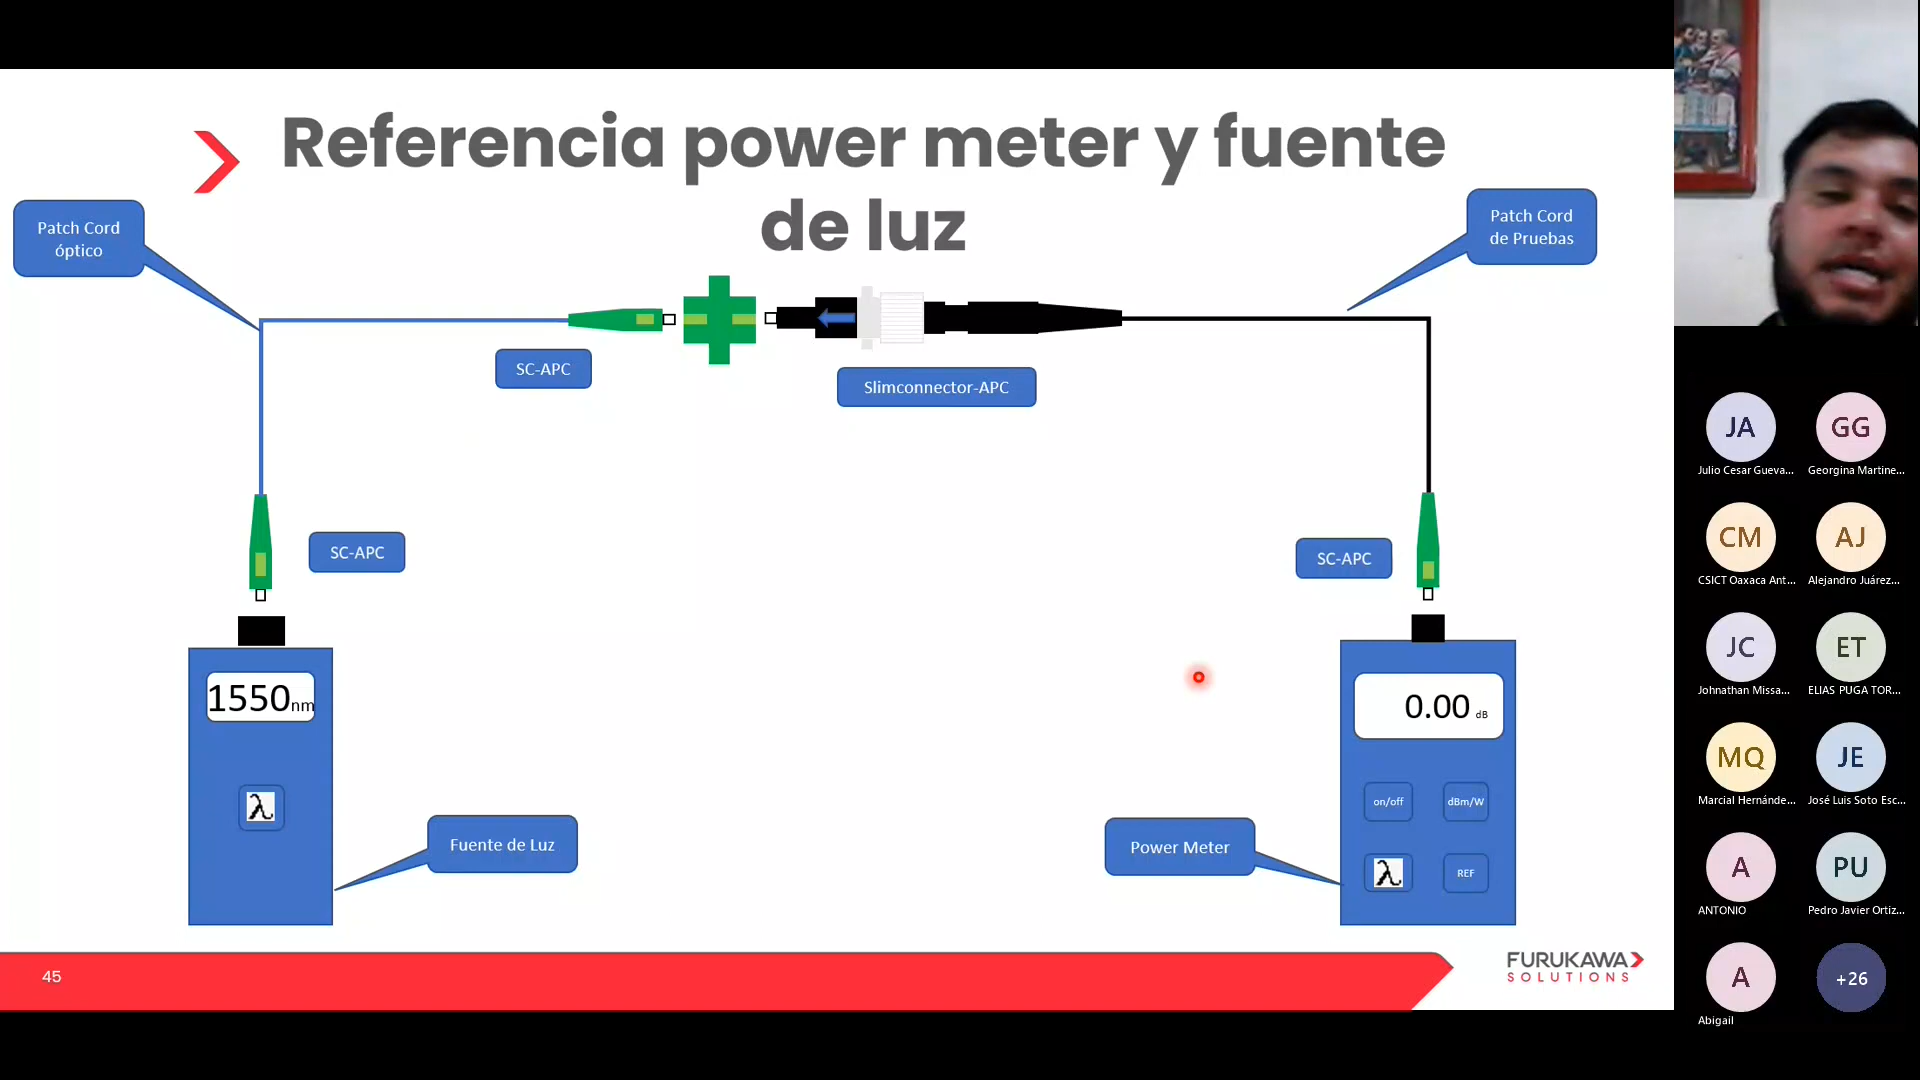 Referencia power meter y fuente
de luz
Patch Cord
óptico
Patch Cord
de Pruebas
SC-APC
Slimconnector-APC
SC-APC
SC-APC
1550nm
0.00 dB
λ
on/off
dBm/W
λ
REF
Fuente de Luz
Power Meter
45
FURUKAWA
SOLUTIONS
JA
GG
Julio Cesar Gueva...
Georgina Martine...
CM
AJ
CSICT Oaxaca Ant...
Alejandro Juárez...
JC
ET
Johnathan Missa...
ELIAS PUGA TOR...
MQ
JE
Marcial Hernánde...
José Luis Soto Esc...
A
PU
ANTONIO
Pedro Javier Ortiz...
A
+26
Abigail